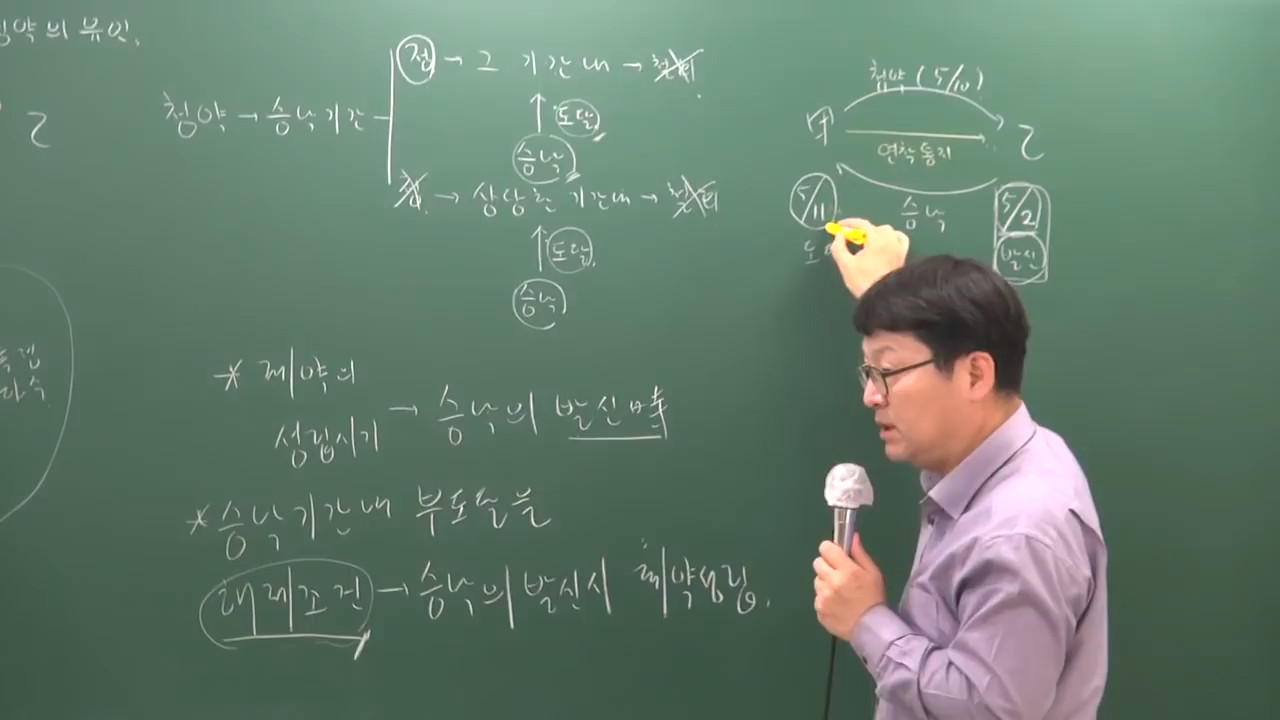 약의 유인.
乙
청약 → 승낙기간
정 → 그 기간 내 → 철회
↑ 도달
승낙
정 → 상당한 기간내 → 철회
↑ 도달.
승낙
청약 (5/10)
甲 乙
연착통지
승낙
5/11
5/2
발신
* 계약의
성립시기 → 승낙의 발신時
* 승낙기간내 부도달을
해제조건 → 승낙의 발신시 계약성립.